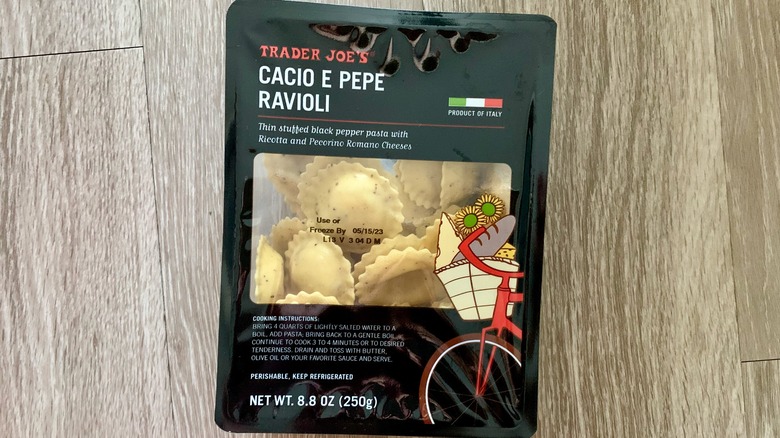 TRADER JOE'S
CACIO E PEPE
RAVIOLI
PRODUCT OF ITALY
Thin stuffed black pepper pasta with
Ricotta and Pecorino Romano Cheeses
Use or
Freeze By 05/15/23
L13 V 3 04 D M
COOKING INSTRUCTIONS:
BRING 4 QUARTS OF LIGHTLY SALTED WATER TO A
BOIL. ADD PASTA; BRING BACK TO A GENTLE BOIL.
CONTINUE TO COOK 3 TO 4 MINUTES OR TO DESIRED
TENDERNESS. DRAIN AND TOSS WITH BUTTER,
OLIVE OIL OR YOUR FAVORITE SAUCE AND SERVE.
PERISHABLE, KEEP REFRIGERATED
NET WT. 8.8 OZ (250g)